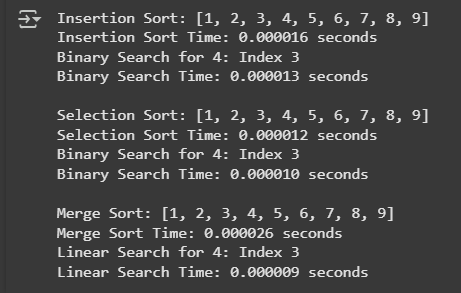 Insertion Sort: [1, 2, 3, 4, 5, 6, 7, 8, 9]
Insertion Sort Time: 0.000016 seconds
Binary Search for 4: Index 3
Binary Search Time: 0.000013 seconds
Selection Sort: [1, 2, 3, 4, 5, 6, 7, 8, 9]
Selection Sort Time: 0.000012 seconds
Binary Search for 4: Index 3
Binary Search Time: 0.000010 seconds
Merge Sort: [1, 2, 3, 4, 5, 6, 7, 8, 9]
Merge Sort Time: 0.000026 seconds
Linear Search for 4: Index 3
Linear Search Time: 0.000009 seconds